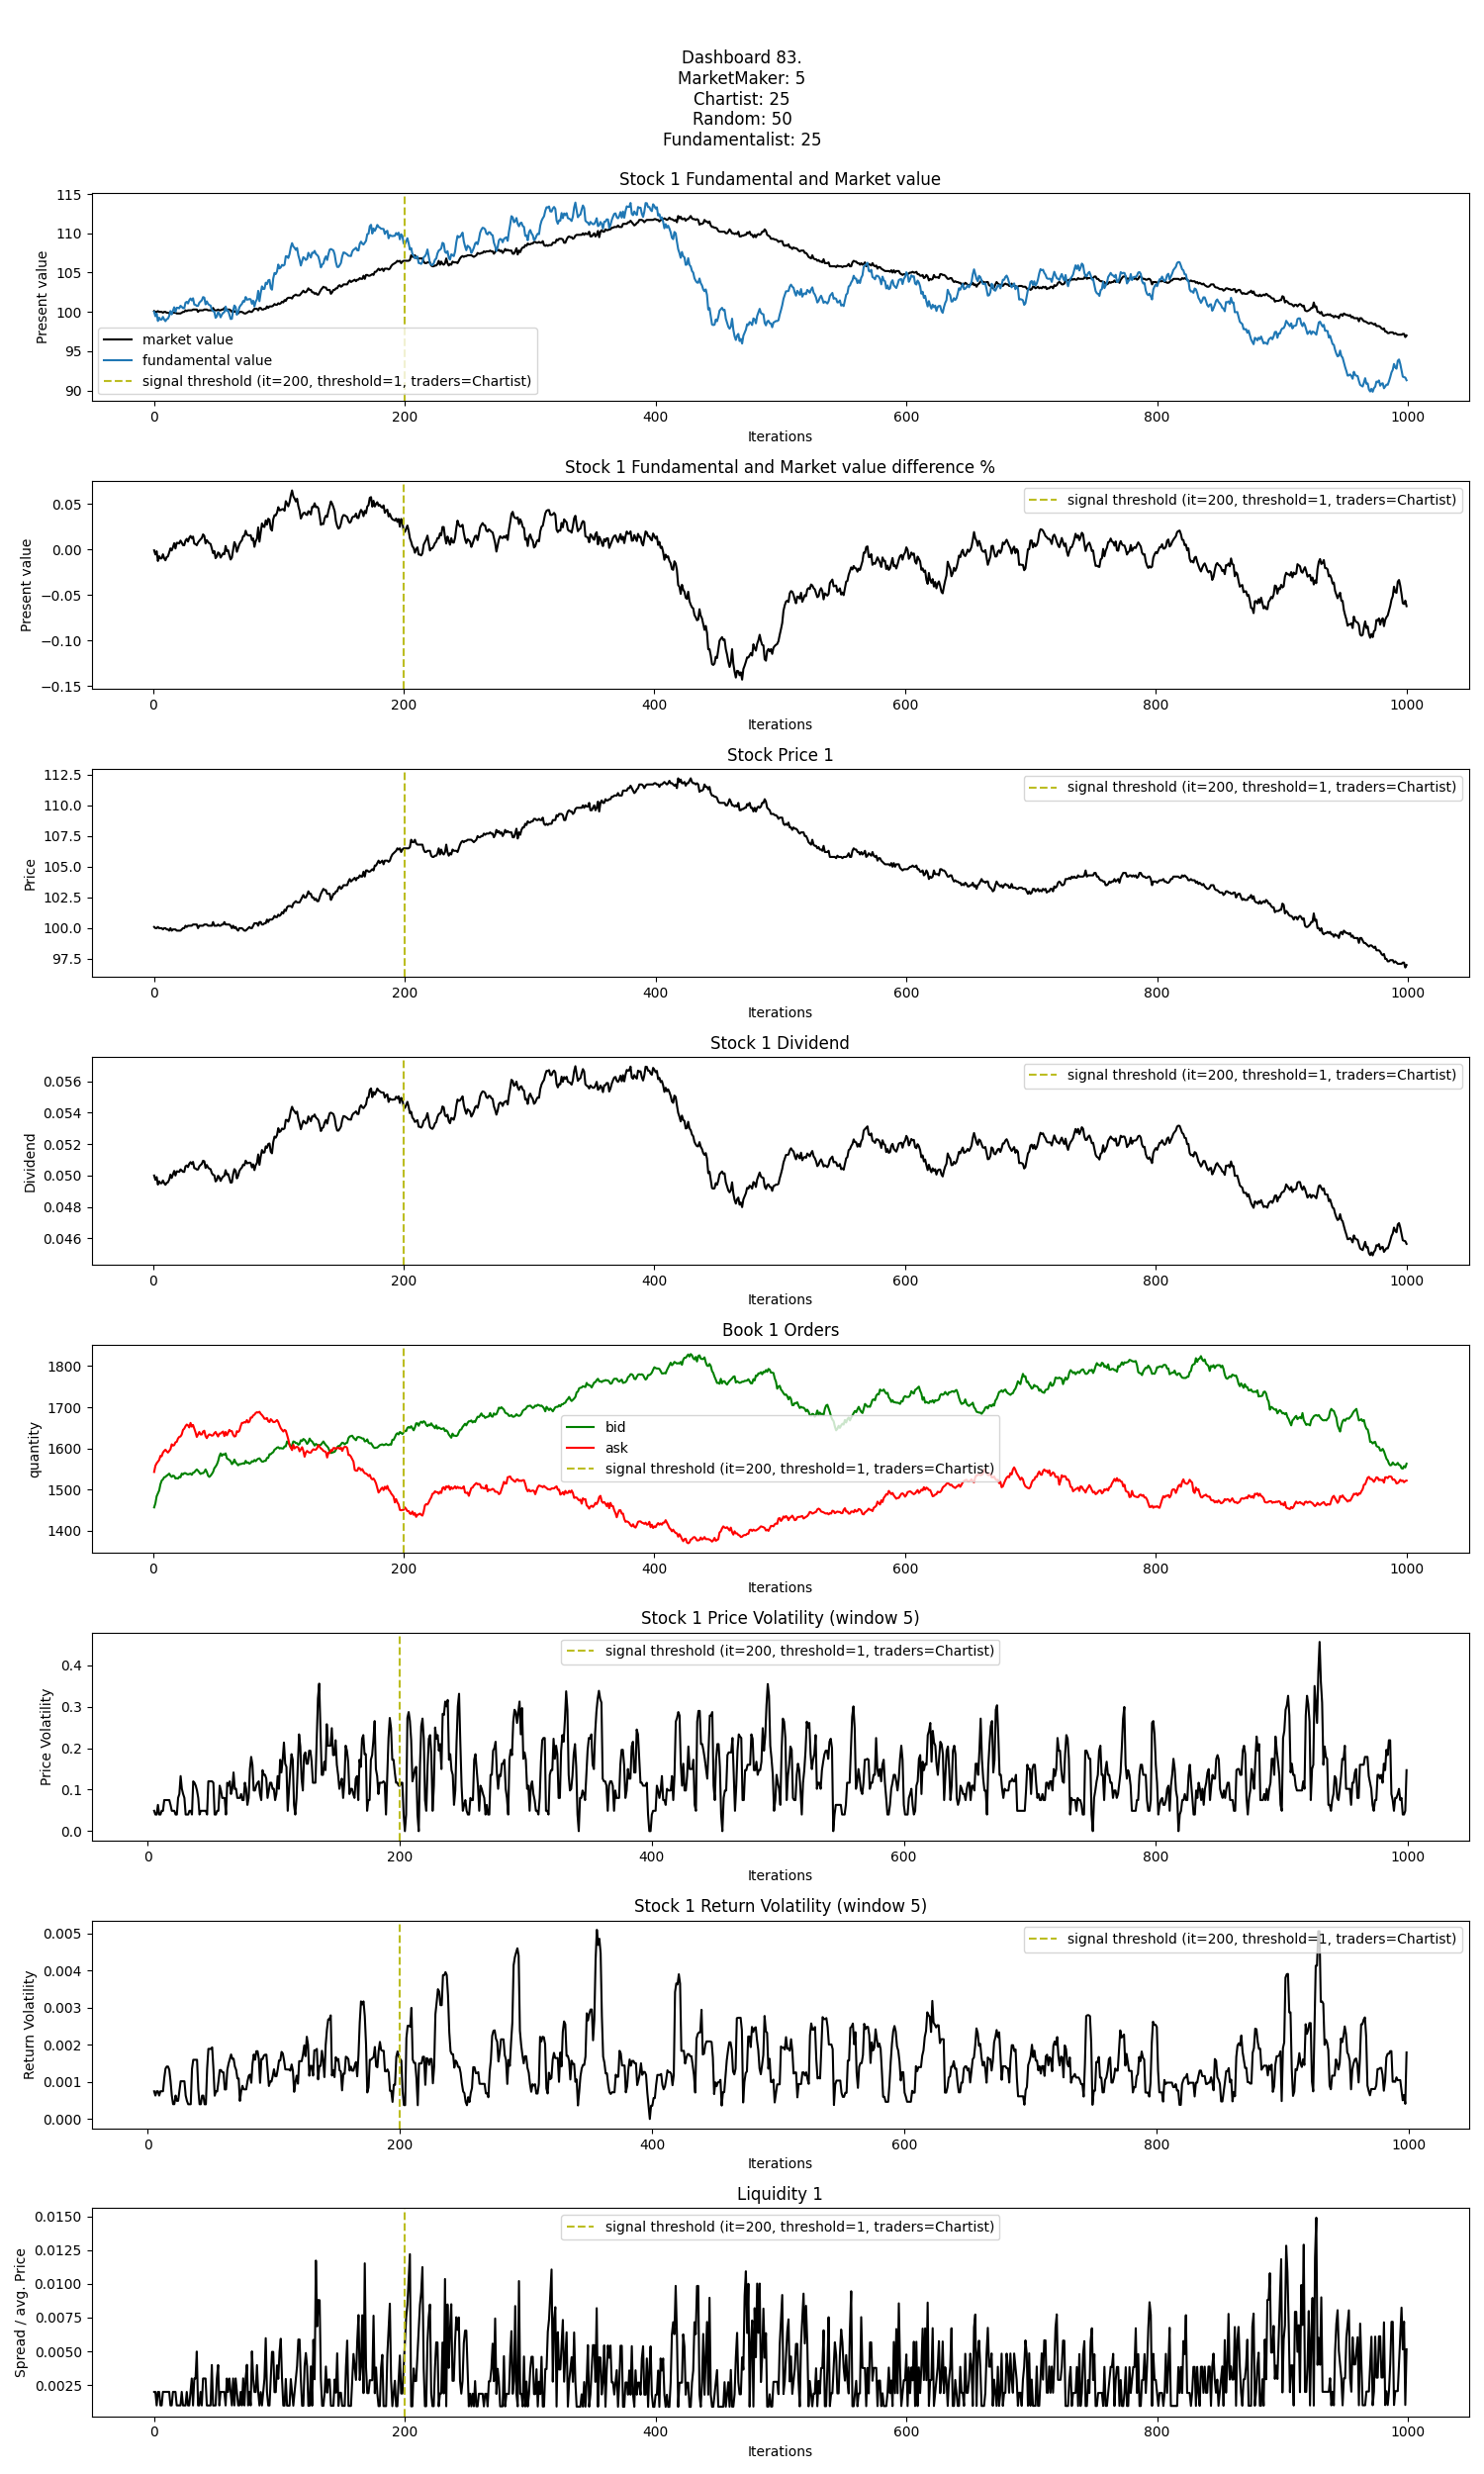 Dashboard 83.
MarketMaker: 5
Chartist: 25
Random: 50
Fundamentalist: 25
Stock 1 Fundamental and Market value
Present value
115
110
105
100
95
90
market value
fundamental value
signal threshold (it=200, threshold=1, traders=Chartist)
0 200 400 600 800 1000
Iterations
Stock 1 Fundamental and Market value difference %
Present value
0.05
0.00
−0.05
−0.10
−0.15
signal threshold (it=200, threshold=1, traders=Chartist)
0 200 400 600 800 1000
Iterations
Stock Price 1
Price
112.5
110.0
107.5
105.0
102.5
100.0
97.5
signal threshold (it=200, threshold=1, traders=Chartist)
0 200 400 600 800 1000
Iterations
Stock 1 Dividend
Dividend
0.056
0.054
0.052
0.050
0.048
0.046
signal threshold (it=200, threshold=1, traders=Chartist)
0 200 400 600 800 1000
Iterations
Book 1 Orders
quantity
1800
1700
1600
1500
1400
bid
ask
signal threshold (it=200, threshold=1, traders=Chartist)
0 200 400 600 800 1000
Iterations
Stock 1 Price Volatility (window 5)
Price Volatility
0.4
0.3
0.2
0.1
0.0
signal threshold (it=200, threshold=1, traders=Chartist)
0 200 400 600 800 1000
Iterations
Stock 1 Return Volatility (window 5)
Return Volatility
0.005
0.004
0.003
0.002
0.001
0.000
signal threshold (it=200, threshold=1, traders=Chartist)
0 200 400 600 800 1000
Iterations
Liquidity 1
Spread / avg. Price
0.0150
0.0125
0.0100
0.0075
0.0050
0.0025
signal threshold (it=200, threshold=1, traders=Chartist)
0 200 400 600 800 1000
Iterations